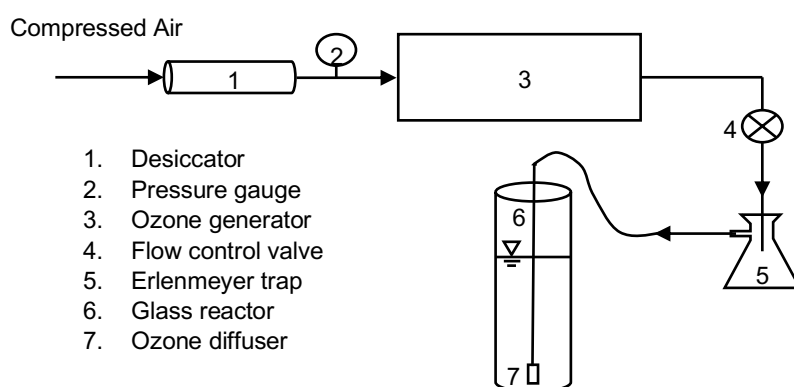 Compressed Air
1
2
3
4
5
6
7
1. Desiccator
2. Pressure gauge
3. Ozone generator
4. Flow control valve
5. Erlenmeyer trap
6. Glass reactor
7. Ozone diffuser